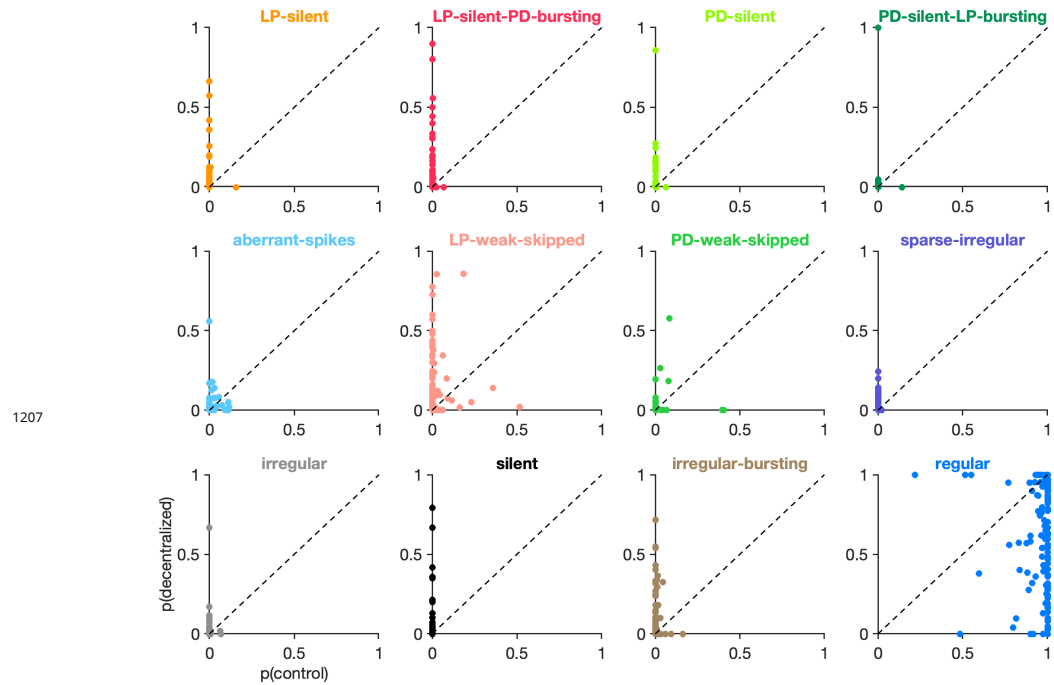 LP-silent LP-silent-PD-bursting PD-silent PD-silent-LP-bursting
1 1 1 1
0.5 0.5 0.5 0.5
0 0 0 0
0 0.5 1 0 0.5 1 0 0.5 1 0 0.5 1
aberrant-spikes LP-weak-skipped PD-weak-skipped sparse-irregular
1 1 1 1
0.5 0.5 0.5 0.5
1207
0 0 0 0
0 0.5 1 0 0.5 1 0 0.5 1 0 0.5 1
irregular silent irregular-bursting regular
1 1 1 1
p(decentralized)
0.5 0.5 0.5 0.5
0 0 0 0
0 0.5 1 0 0.5 1 0 0.5 1 0 0.5 1
p(control)